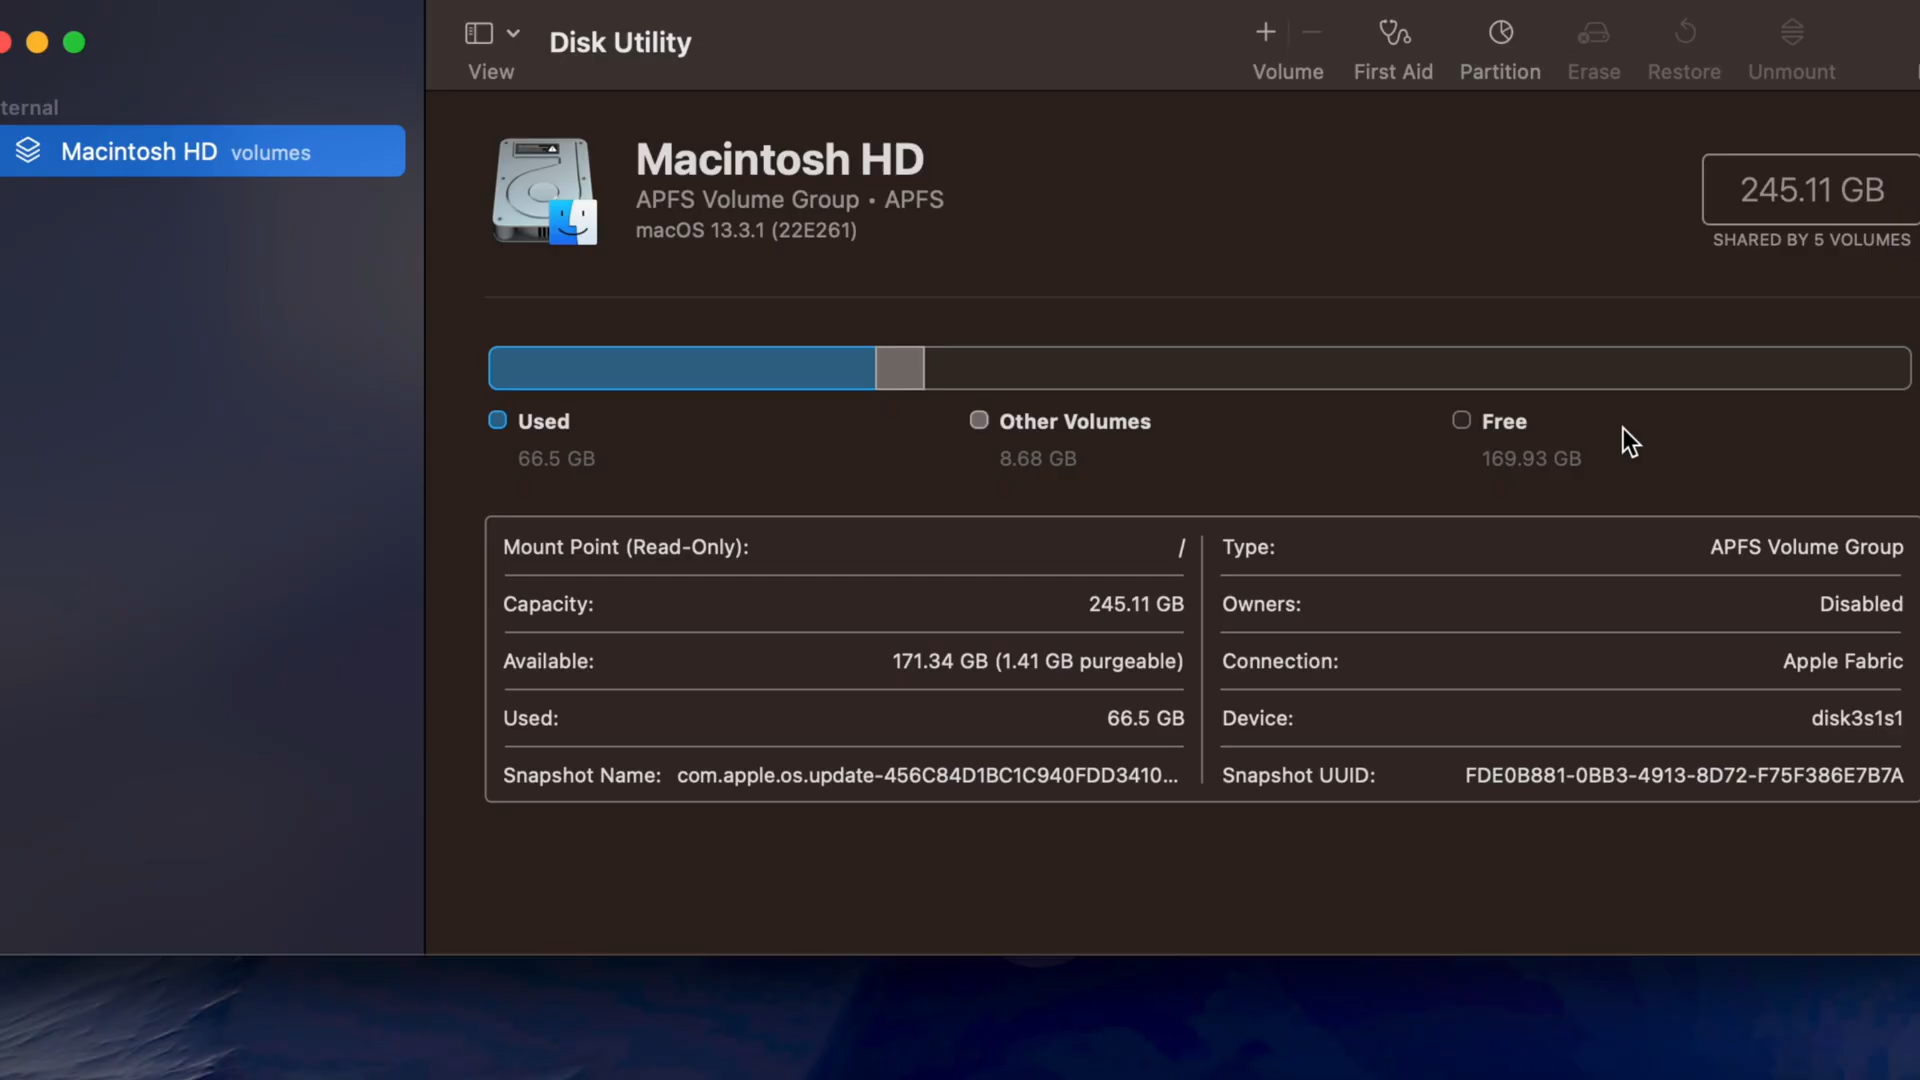 Disk Utility
View
Volume
First Aid
Partition
Erase
Restore
Unmount
ternal
Macintosh HD volumes
Macintosh HD
APFS Volume Group • APFS
macOS 13.3.1 (22E261)
245.11 GB
SHARED BY 5 VOLUMES
Used
66.5 GB
Other Volumes
8.68 GB
Free
169.93 GB
Mount Point (Read-Only): /
Capacity: 245.11 GB
Available: 171.34 GB (1.41 GB purgeable)
Used: 66.5 GB
Snapshot Name: com.apple.os.update-456C84D1BC1C940FDD3410...
Type: APFS Volume Group
Owners: Disabled
Connection: Apple Fabric
Device: disk3s1s1
Snapshot UUID: FDE0B881-0BB3-4913-8D72-F75F386E7B7A